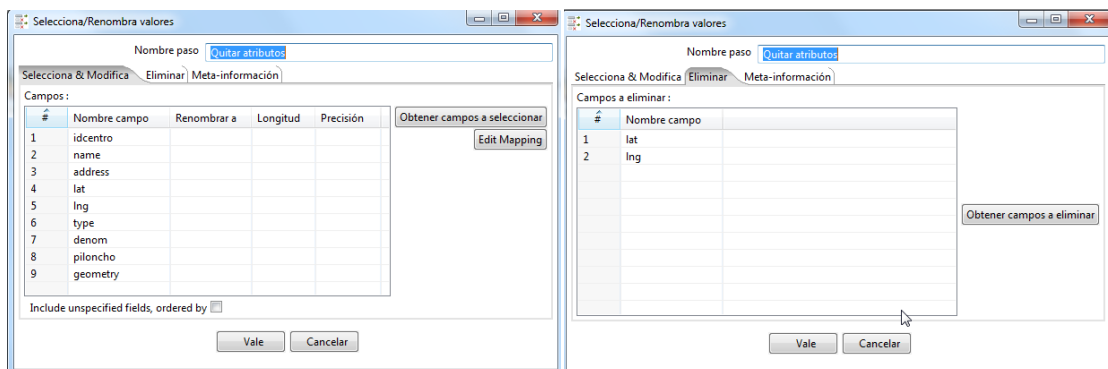 Selecciona/Renombra valores
Nombre paso Quitar atributos
Selecciona & Modifica Eliminar Meta-información
Campos :
# Nombre campo Renombrar a Longitud Precisión
1 idcentro
2 name
3 address
4 lat
5 lng
6 type
7 denom
8 piloncho
9 geometry
Obtener campos a seleccionar
Edit Mapping
Include unspecified fields, ordered by
Vale Cancelar
Selecciona/Renombra valores
Nombre paso Quitar atributos
Selecciona & Modifica Eliminar Meta-información
Campos a eliminar :
# Nombre campo
1 lat
2 lng
Obtener campos a eliminar
Vale Cancelar